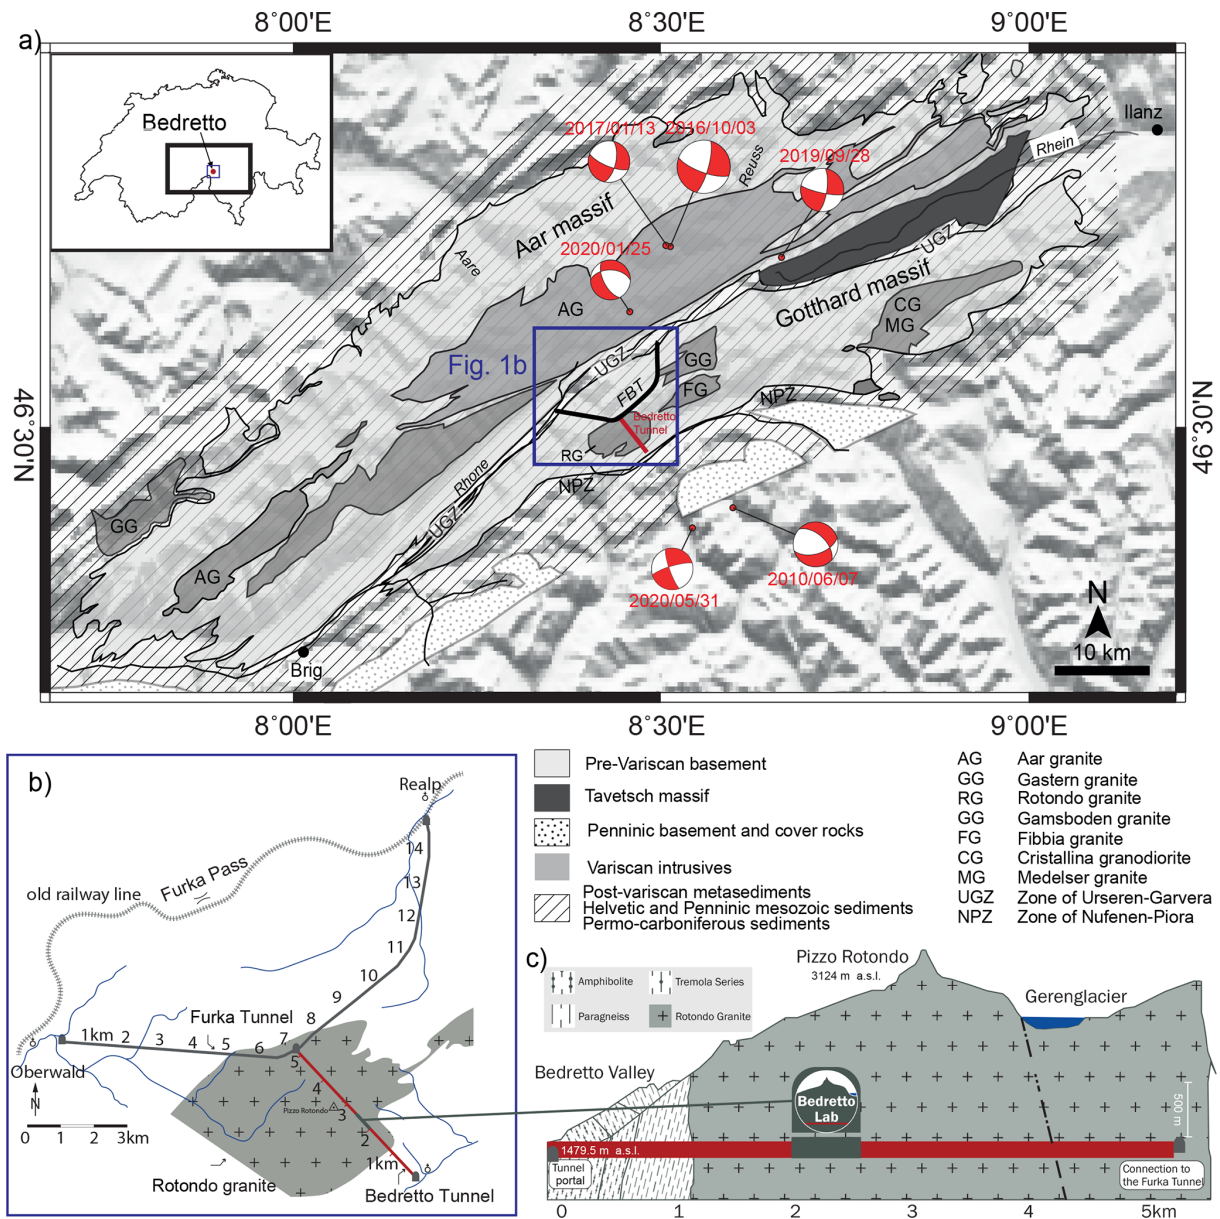 8°00'E
8°30'E
9°00'E
a)
Bedretto
2017/01/13
2016/10/03
2019/09/28
2020/01/25
Ilanz
Rhein
Reuss
Aar massif
Aare
UGZ
Gotthard massif
AG
CG
MG
Fig. 1b
UGZ
GG
FBT
FG
NPZ
Bedretto
Tunnel
46°30'N
46°30'N
RG
Rhone
NPZ
UGZ
GG
AG
2020/05/31
2010/06/07
N
10 km
Brig
8°00'E
8°30'E
9°00'E
b)
Realp
Furka Pass
old railway line
14
13
12
11
10
9
8
7
Furka Tunnel
1km 2 3 4 5 6
Oberwald
N
0 1 2 3km
5
4
Pizzo Rotondo
3
2
1km
Rotondo granite
Bedretto Tunnel
Pre-Variscan basement
Tavetsch massif
Penninic basement and cover rocks
Variscan intrusives
Post-variscan metasediments
Helvetic and Penninic mesozoic sediments
Permo-carboniferous sediments
AG Aar granite
GG Gastern granite
RG Rotondo granite
GG Gamsboden granite
FG Fibbia granite
CG Cristallina granodiorite
MG Medelser granite
UGZ Zone of Urseren-Garvera
NPZ Zone of Nufenen-Piora
c)
Pizzo Rotondo
3124 m a.s.l.
Gerenglacier
Amphibolite
Tremola Series
Paragneiss
Rotondo Granite
Bedretto Valley
Bedretto
Lab
500 m
1479.5 m a.s.l.
Tunnel
portal
Connection to
the Furka Tunnel
0 1 2 3 4 5km